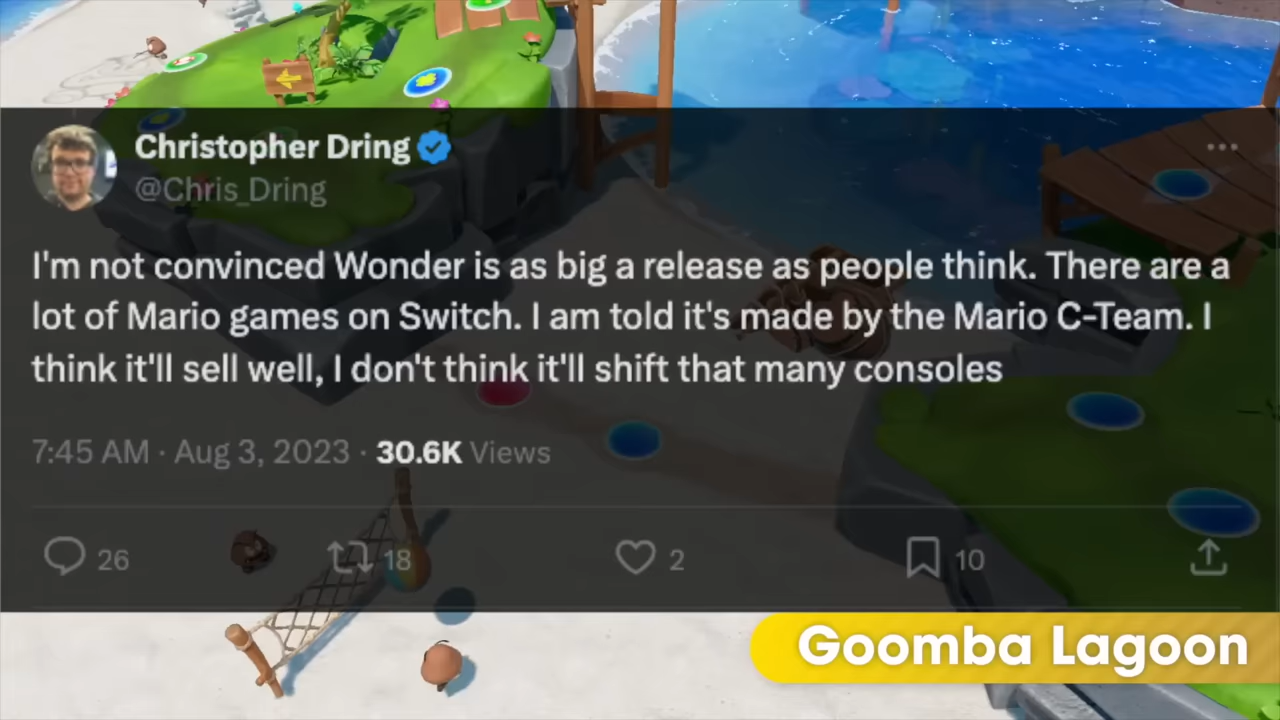 Christopher Dring
@Chris_Dring
I'm not convinced Wonder is as big a release as people think. There are a
lot of Mario games on Switch. I am told it's made by the Mario C-Team. I
think it'll sell well, I don't think it'll shift that many consoles
7:45 AM · Aug 3, 2023 · 30.6K Views
26 18 2 10
Goomba Lagoon